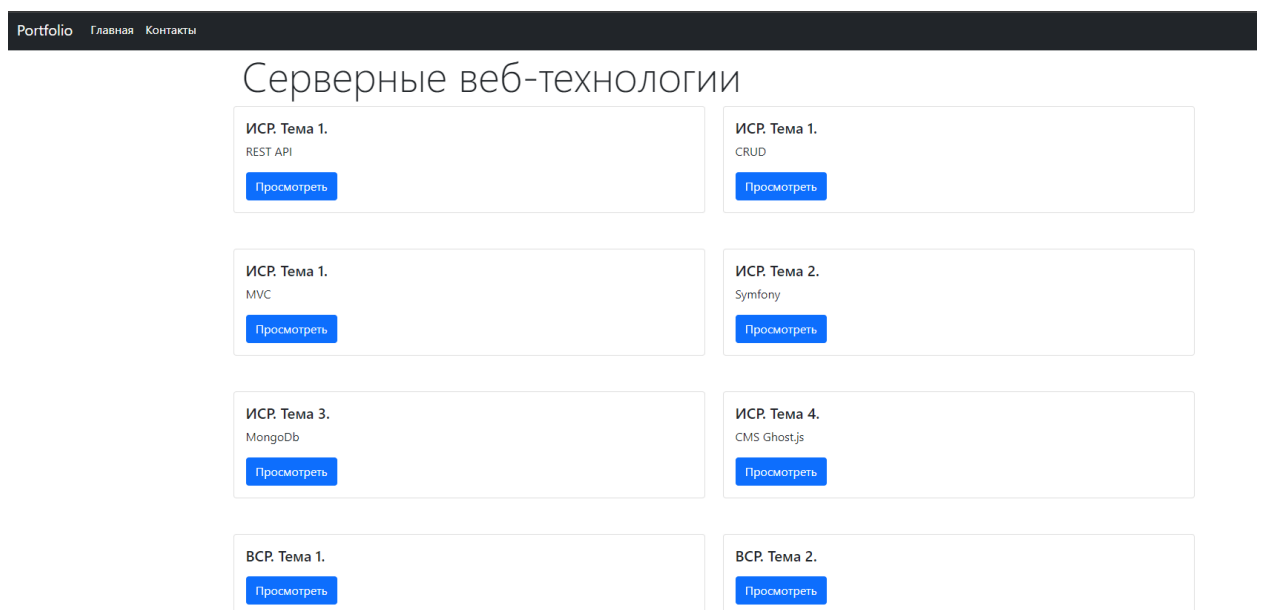 Portfolio Главная Контакты
Серверные веб-технологии
ИСР. Тема 1.
REST API
Просмотреть
ИСР. Тема 1.
CRUD
Просмотреть
ИСР. Тема 1.
MVC
Просмотреть
ИСР. Тема 2.
Symfony
Просмотреть
ИСР. Тема 3.
MongoDb
Просмотреть
ИСР. Тема 4.
CMS Ghost.js
Просмотреть
ВСР. Тема 1.
Просмотреть
ВСР. Тема 2.
Просмотреть